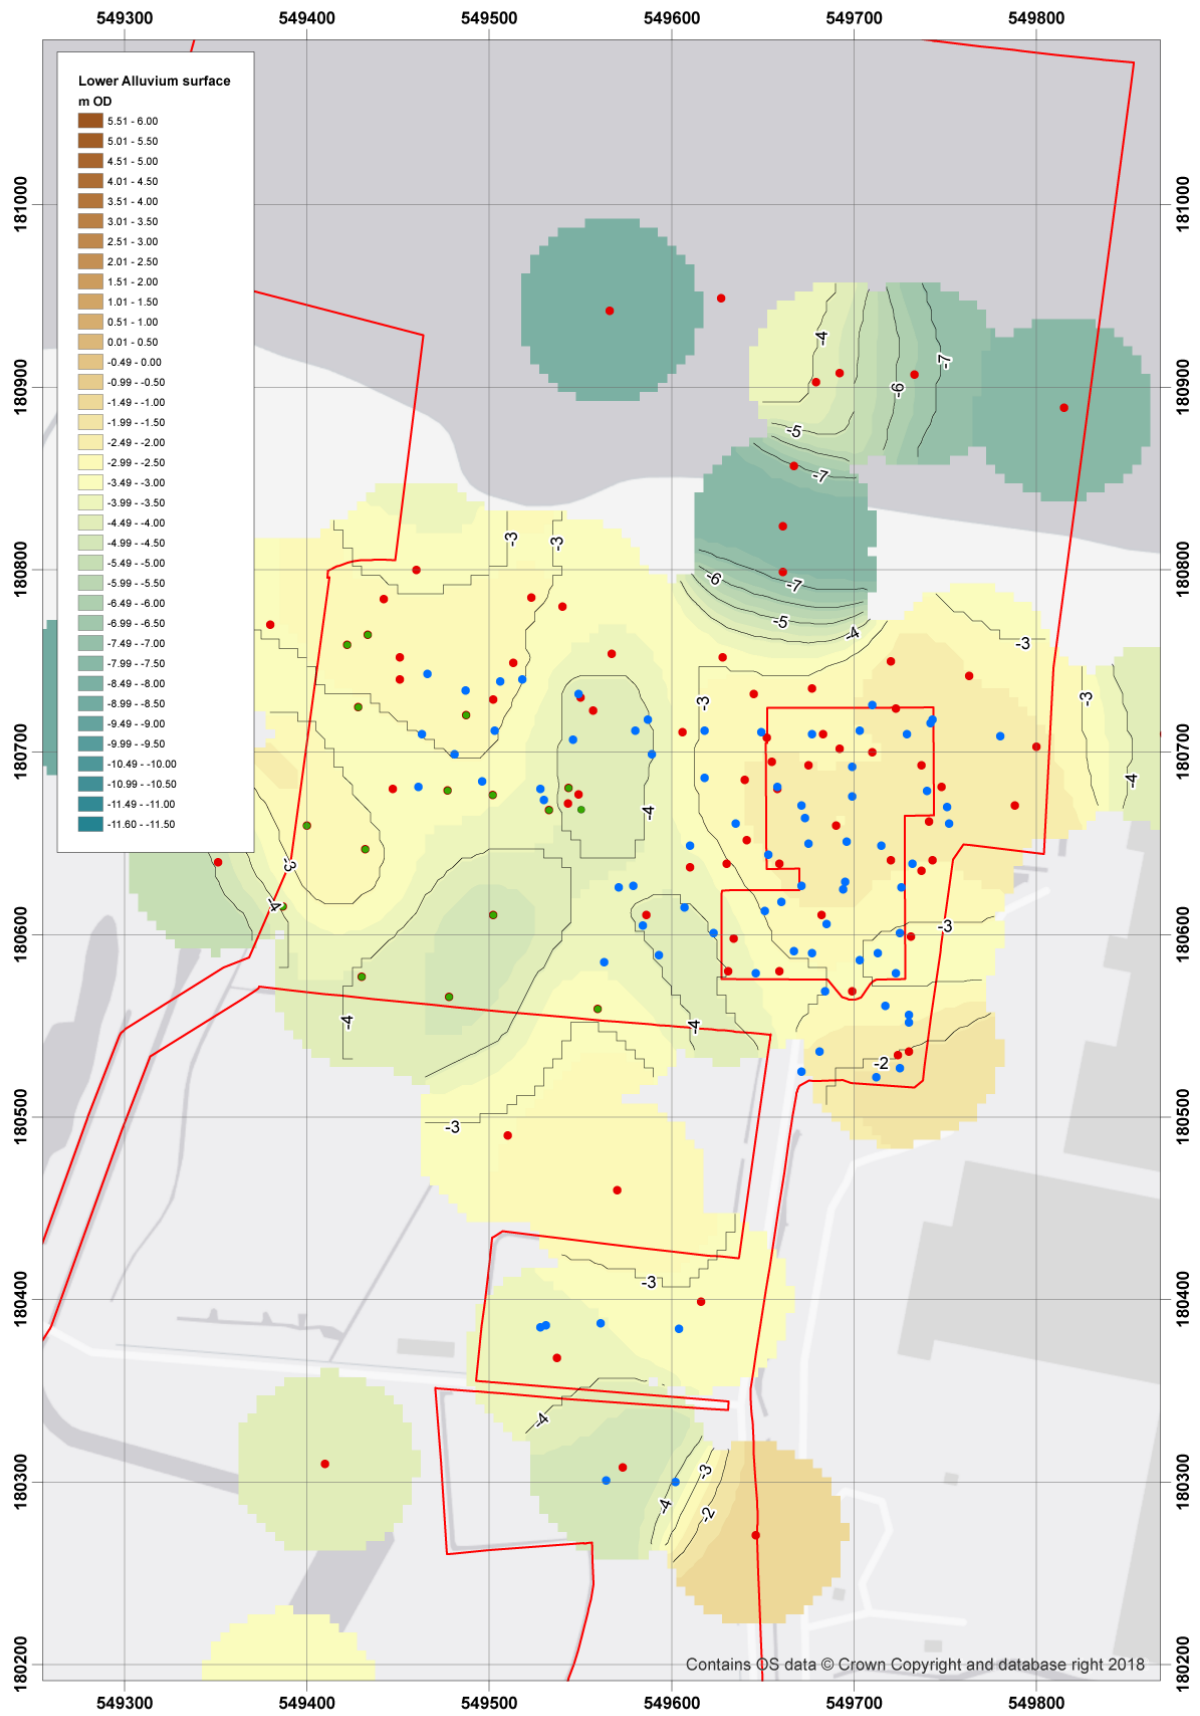 549300 549400 549500 549600 549700 549800
Lower Alluvium surface
m OD
5.51 - 6.00
5.01 - 5.50
4.51 - 5.00
4.01 - 4.50
3.51 - 4.00
3.01 - 3.50
2.51 - 3.00
2.01 - 2.50
1.51 - 2.00
1.01 - 1.50
0.51 - 1.00
0.01 - 0.50
-0.49 - 0.00
-0.99 - -0.50
-1.49 - -1.00
-1.99 - -1.50
-2.49 - -2.00
-2.99 - -2.50
-3.49 - -3.00
-3.99 - -3.50
-4.49 - -4.00
-4.99 - -4.50
-5.49 - -5.00
-5.99 - -5.50
-6.49 - -6.00
-6.99 - -6.50
-7.49 - -7.00
-7.99 - -7.50
-8.49 - -8.00
-8.99 - -8.50
-9.49 - -9.00
-9.99 - -9.50
-10.49 - -10.00
-10.99 - -10.50
-11.49 - -11.00
-11.60 - -11.50
181000 181000
-4
-7
180900 -6 180900
-5
-7
-3 -3
180800 -6 -7 180800
-5
-4
-3
-3 -3
180700 180700
-4 -4
-3
-4
180600 -3 180600
-4 -4
-2
180500 180500
-3
-3
180400 180400
-4
-3
180300 180300
-4
-2
180200 Contains OS data © Crown Copyright and database right 2018 180200
549300 549400 549500 549600 549700 549800